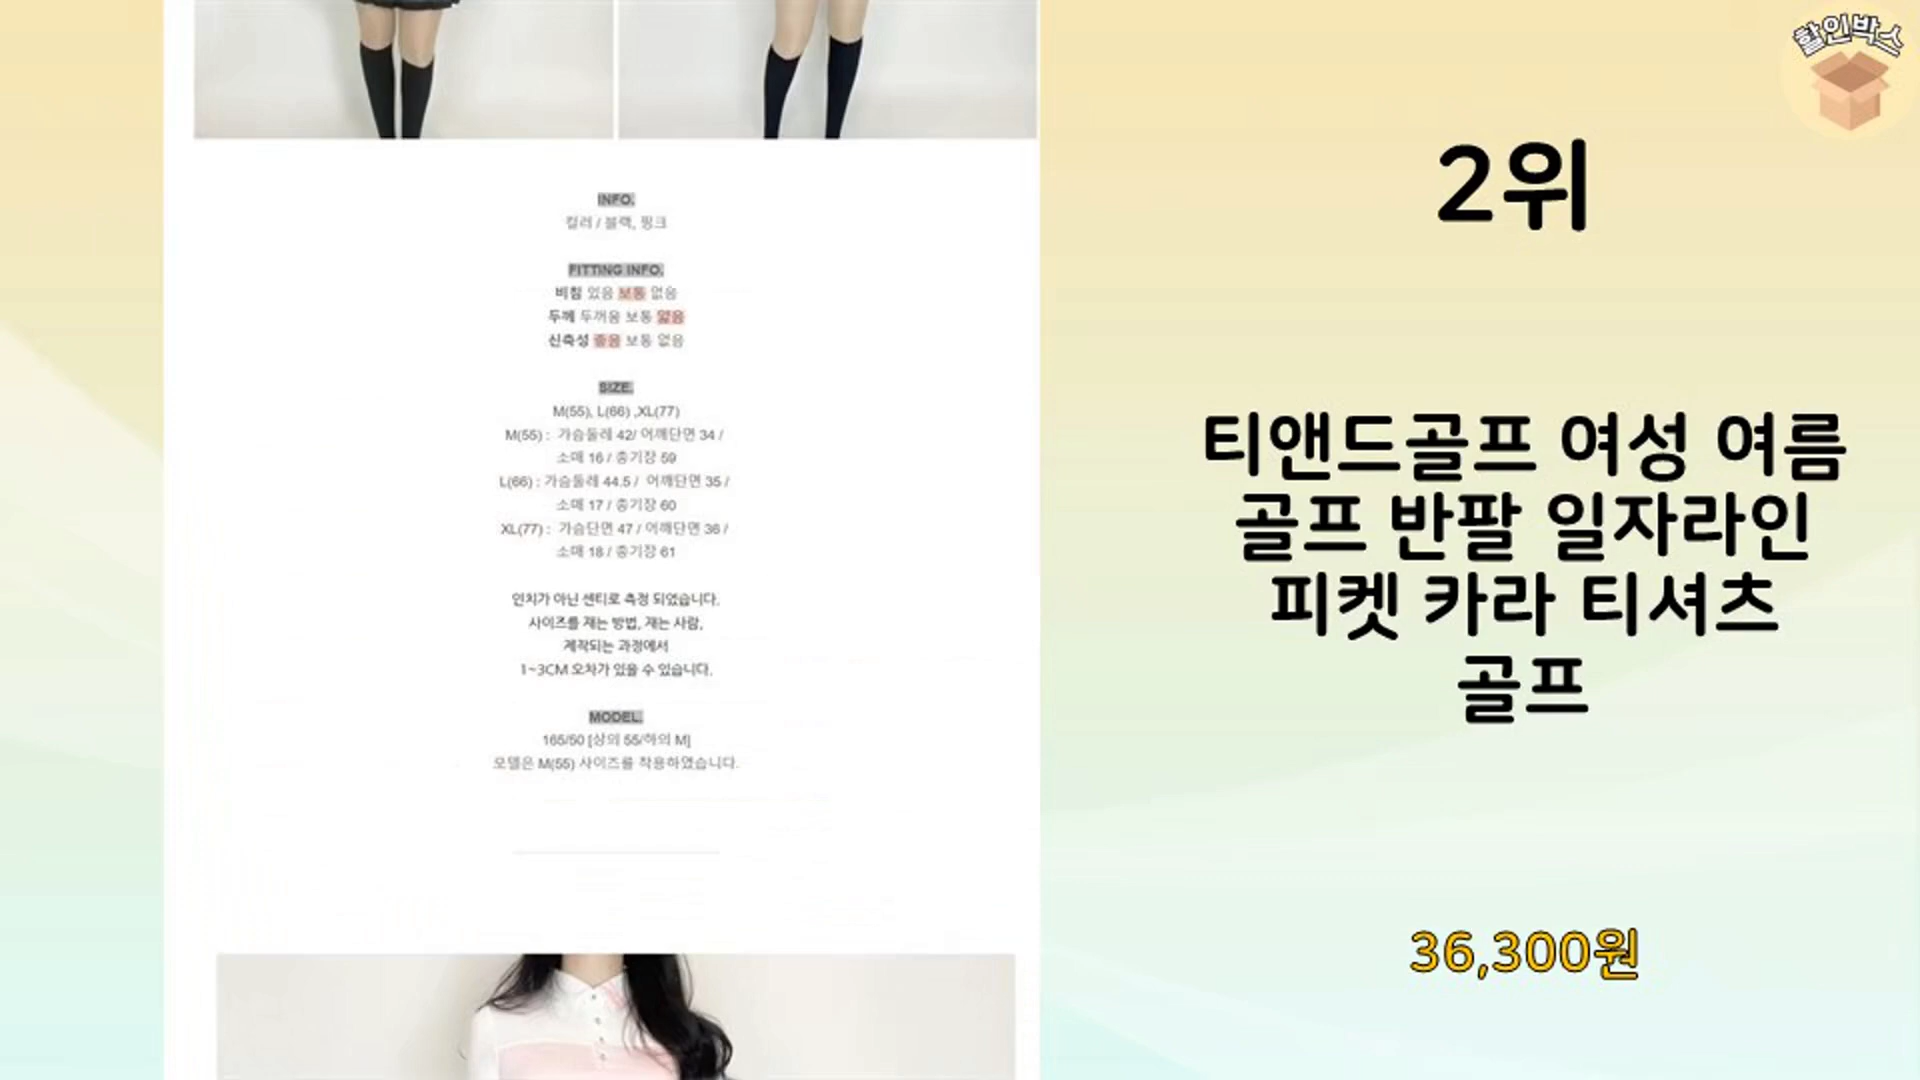 INFO.
컬러 / 블랙, 핑크
FITTING INFO.
비침 있음 보통 없음
두께 두꺼움 보통 얇음
신축성 좋음 보통 없음
SIZE.
M(55), L(66) ,XL(77)
M(55) : 가슴둘레 42/ 어깨단면 34 /
소매 16 / 총기장 59
L(66) : 가슴둘레 44.5 / 어깨단면 35 /
소매 17 / 총기장 60
XL(77) : 가슴단면 47 / 어깨단면 36 /
소매 18 / 총기장 61
인치가 아닌 센티로 측정 되었습니다.
사이즈를 재는 방법, 재는 사람,
제작되는 과정에서
1~3CM 오차가 있을 수 있습니다.
MODEL.
165/50 [상의 55/하의 M]
모델은 M(55) 사이즈를 착용하였습니다.
할인박스
2위
티앤드골프 여성 여름
골프 반팔 일자라인
피켓 카라 티셔츠
골프
36,300원